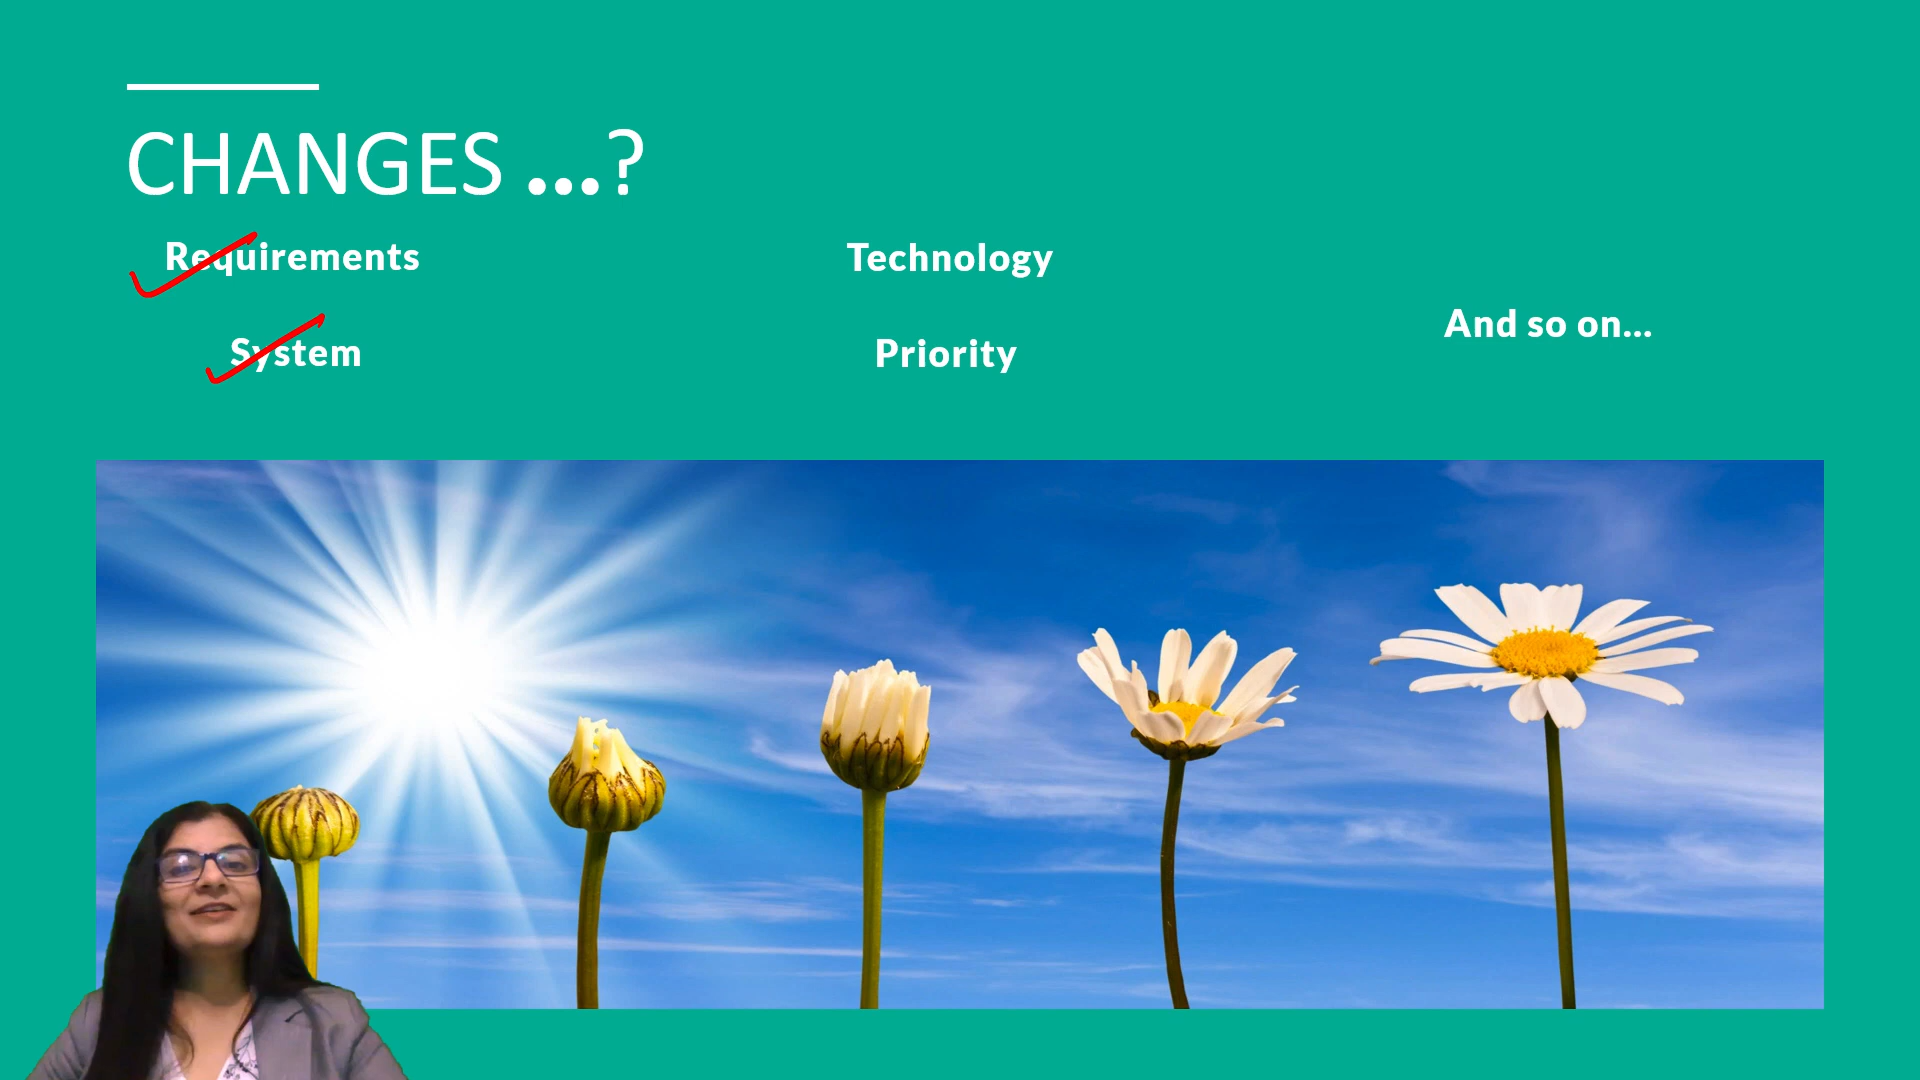 CHANGES ...?
Requirements
System
Technology
Priority
And so on...